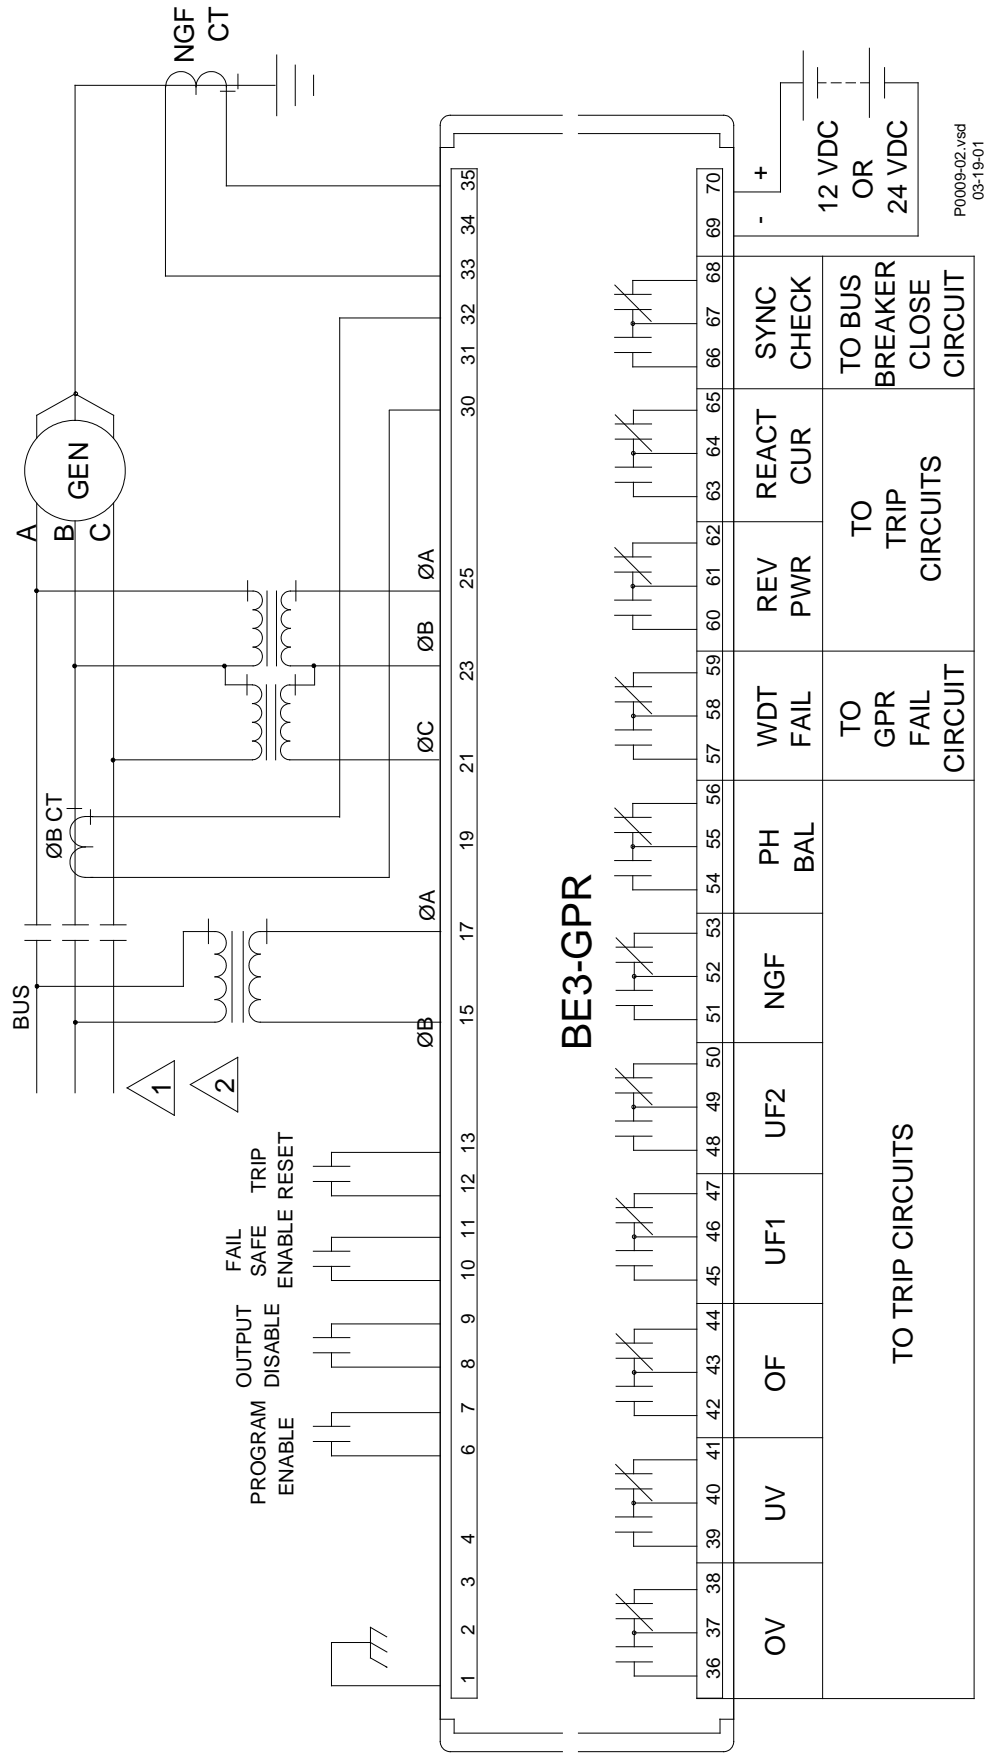 NGF
CT
GEN
A
B
C
ØB CT
BUS
1
2
ØA
ØB
ØC
ØA
ØB
PROGRAM
ENABLE
OUTPUT
DISABLE
FAIL
SAFE
ENABLE
TRIP
RESET
1 2 3 4 6 7 8 9 10 11 12 13 15 17 19 21 23 25 30 31 32 33 34 35
BE3-GPR
36 37 38 39 40 41 42 43 44 45 46 47 48 49 50 51 52 53 54 55 56 57 58 59 60 61 62 63 64 65 66 67 68 69 70
OV
UV
OF
UF1
UF2
NGF
PH
BAL
WDT
FAIL
REV
PWR
REACT
CUR
SYNC
CHECK
- +
12 VDC
OR
24 VDC
TO TRIP CIRCUITS
TO
GPR
FAIL
CIRCUIT
TO
TRIP
CIRCUITS
TO BUS
BREAKER
CLOSE
CIRCUIT
P0009-02.vsd
03-19-01